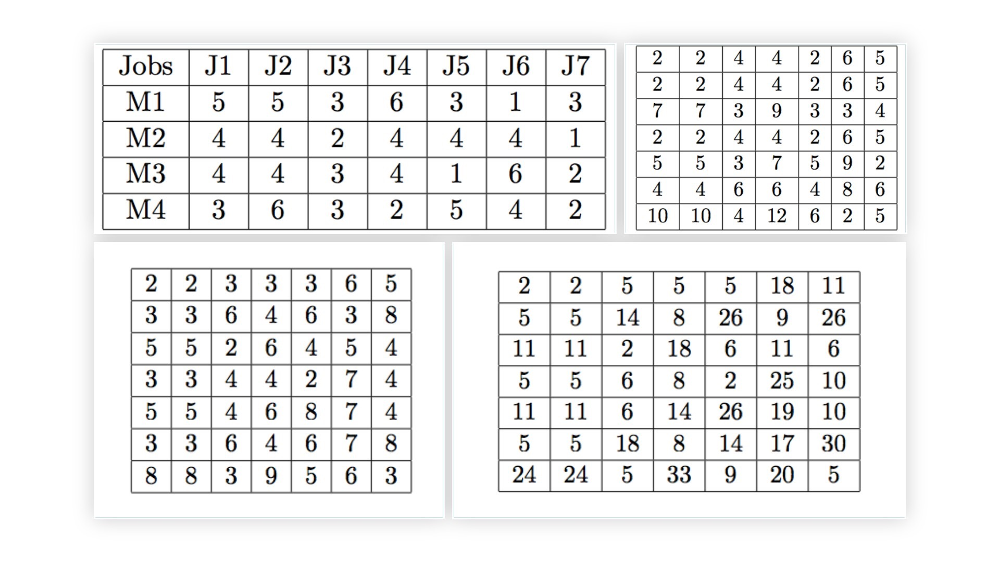 Jobs J1 J2 J3 J4 J5 J6 J7
M1 5 5 3 6 3 1 3
M2 4 4 2 4 4 4 1
M3 4 4 3 4 1 6 2
M4 3 6 3 2 5 4 2
2 2 4 4 2 6 5
2 2 4 4 2 6 5
7 7 3 9 3 3 4
2 2 4 4 2 6 5
5 5 3 7 5 9 2
4 4 6 6 4 8 6
10 10 4 12 6 2 5
2 2 3 3 3 6 5
3 3 6 4 6 3 8
5 5 2 6 4 5 4
3 3 4 4 2 7 4
5 5 4 6 8 7 4
3 3 6 4 6 7 8
8 8 3 9 5 6 3
2 2 5 5 5 18 11
5 5 14 8 26 9 26
11 11 2 18 6 11 6
5 5 6 8 2 25 10
11 11 6 14 26 19 10
5 5 18 8 14 17 30
24 24 5 33 9 20 5